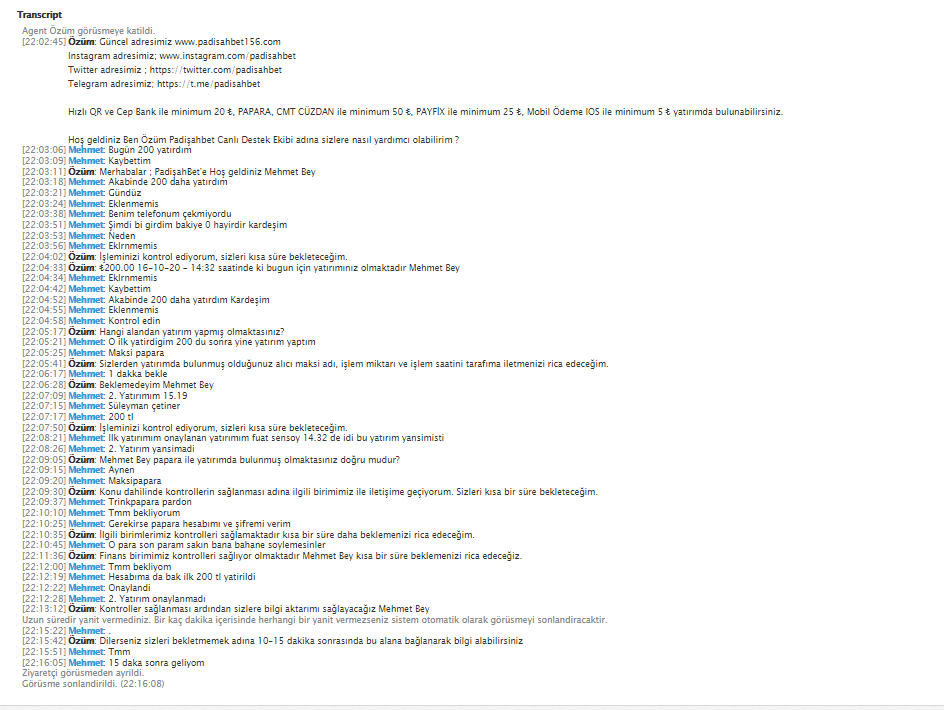 Transcript
Agent Özüm görüsmeye katildi.
[22:02:45] Özüm: Güncel adresimiz www.padisahbet156.com
Instagram adresimiz; www.instagram.com/padisahbet
Twitter adresimiz ; https://twitter.com/padisahbet
Telegram adresimiz; https://t.me/padisahbet
Hızlı QR ve Cep Bank ile minimum 20 ₺, PAPARA, CMT CÜZDAN ile minimum 50 ₺, PAYFİX ile minimum 25 ₺, Mobil Ödeme IOS ile minimum 5 ₺ yatırımda bulunabilirsiniz.
Hoş geldiniz Ben Özüm Padişahbet Canlı Destek Ekibi adına sizlere nasıl yardımcı olabilirim ?
[22:03:06] Mehmet: Bugün 200 yatırdım
[22:03:09] Mehmet: Kaybettim
[22:03:11] Özüm: Merhabalar ; PadişahBet'e Hoş geldiniz Mehmet Bey
[22:03:18] Mehmet: Akabinde 200 daha yatırdım
[22:03:21] Mehmet: Gündüz
[22:03:24] Mehmet: Eklenmemis
[22:03:38] Mehmet: Benim telefonum çekmiyordu
[22:03:51] Mehmet: Şimdi bi girdim bakiye 0 hayirdir kardeşim
[22:03:53] Mehmet: Neden
[22:03:56] Mehmet: Eklrnmemis
[22:04:02] Özüm: İşleminizi kontrol ediyorum, sizleri kısa süre bekleteceğim.
[22:04:33] Özüm: ₺200.00 16-10-20 - 14:32 saatinde ki bugun için yatırımınız olmaktadır Mehmet Bey
[22:04:34] Mehmet: Eklrnmemis
[22:04:42] Mehmet: Kaybettim
[22:04:52] Mehmet: Akabinde 200 daha yatırdım Kardeşim
[22:04:55] Mehmet: Eklenmemis
[22:04:58] Mehmet: Kontrol edin
[22:05:17] Özüm: Hangi alandan yatırım yapmış olmaktasınız?
[22:05:21] Mehmet: O ilk yatirdigim 200 du sonra yine yatırım yaptım
[22:05:25] Mehmet: Maksi papara
[22:05:41] Özüm: Sizlerden yatırımda bulunmuş olduğunuz alıcı maksi adı, işlem miktarı ve işlem saatini tarafıma iletmenizi rica edeceğim.
[22:06:17] Mehmet: 1 dakka bekle
[22:06:28] Özüm: Beklemedeyim Mehmet Bey
[22:07:09] Mehmet: 2. Yatırımım 15.19
[22:07:15] Mehmet: Süleyman çetiner
[22:07:17] Mehmet: 200 tl
[22:07:50] Özüm: İşleminizi kontrol ediyorum, sizleri kısa süre bekleteceğim.
[22:08:21] Mehmet: Ilk yatırımım onaylanan yatırımım fuat sensoy 14.32 de idi bu yatırım yansimisti
[22:08:26] Mehmet: 2. Yatırım yansimadi
[22:09:05] Özüm: Mehmet Bey papara ile yatırımda bulunmuş olmaktasınız doğru mudur?
[22:09:15] Mehmet: Aynen
[22:09:20] Mehmet: Maksipapara
[22:09:30] Özüm: Konu dahilinde kontrollerin sağlanması adına ilgili birimimiz ile iletişime geçiyorum. Sizleri kısa bir süre bekleteceğim.
[22:09:37] Mehmet: Trinkpapara pardon
[22:10:10] Mehmet: Tmm bekliyorum
[22:10:25] Mehmet: Gerekirse papara hesabımı ve şifremi verim
[22:10:35] Özüm: İlgili birimlerimiz kontrolleri sağlamaktadır kısa bir süre daha beklemenizi rica edeceğim.
[22:10:45] Mehmet: O para son param sakın bana bahane soylemesinler
[22:11:36] Özüm: Finans birimimiz kontrolleri sağlıyor olmaktadır Mehmet Bey kısa bir süre beklemenizi rica edeceğiz.
[22:12:00] Mehmet: Tmm bekliyom
[22:12:19] Mehmet: Hesabıma da bak ilk 200 tl yatirildi
[22:12:22] Mehmet: Onaylandi
[22:12:28] Mehmet: 2. Yatırım onaylanmadı
[22:13:12] Özüm: Kontroller sağlanması ardından sizlere bilgi aktarımı sağlayacağız Mehmet Bey
Uzun süredir yanit vermediniz. Bir kaç dakika içerisinde herhangi bir yanit vermezseniz sistem otomatik olarak görüsmeyi sonlandiracaktir.
[22:15:22] Mehmet: .
[22:15:42] Özüm: Dilerseniz sizleri bekletmemek adına 10-15 dakika sonrasında bu alana bağlanarak bilgi alabilirsiniz
[22:15:51] Mehmet: Tmm
[22:16:05] Mehmet: 15 daka sonra geliyom
Ziyaretçi görüsmeden ayrildi.
Görüsme sonlandirildi. (22:16:08)